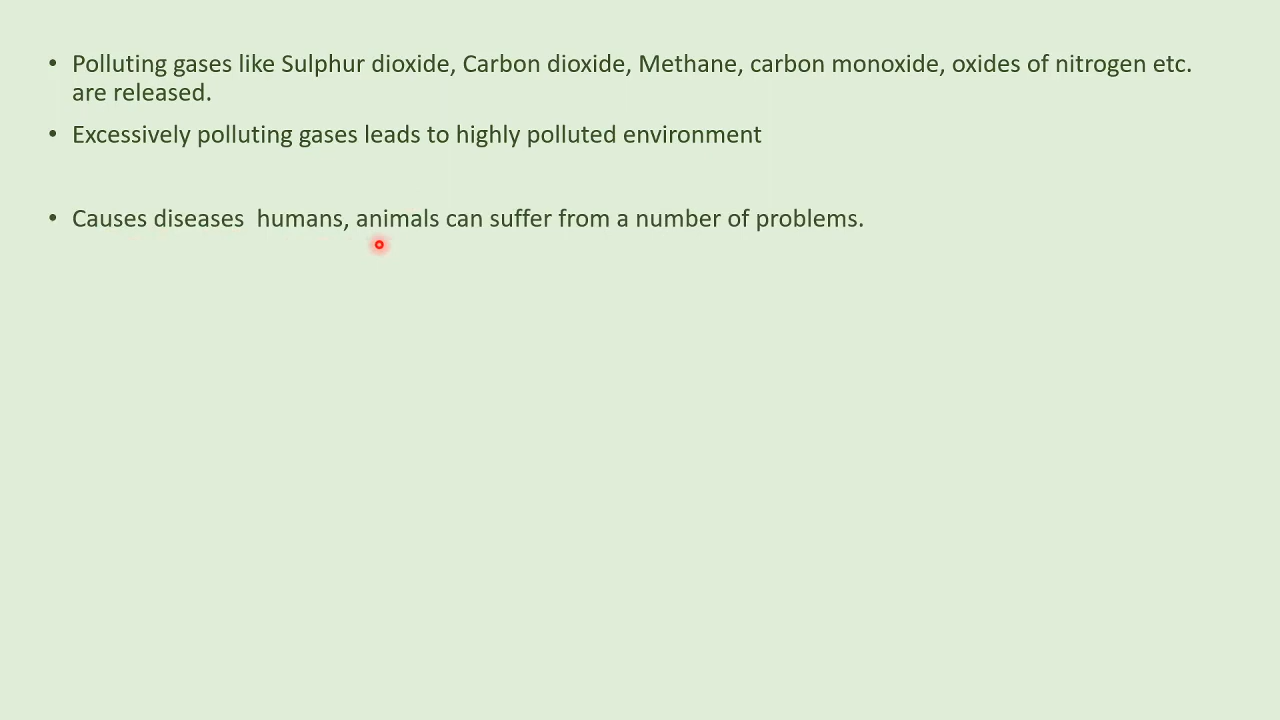 • Polluting gases like Sulphur dioxide, Carbon dioxide, Methane, carbon monoxide, oxides of nitrogen etc.
are released.
• Excessively polluting gases leads to highly polluted environment
• Causes diseases  humans, animals can suffer from a number of problems.